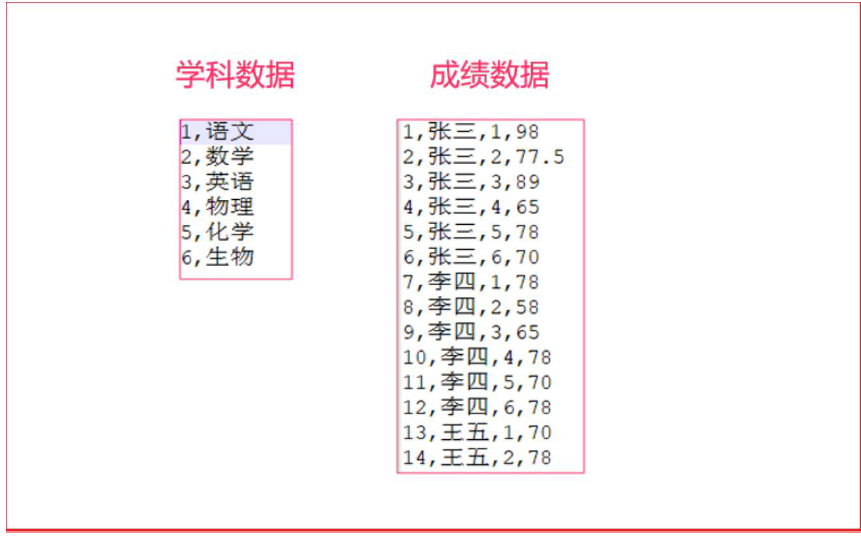 学科数据
1,语文
2,数学
3,英语
4,物理
5,化学
6,生物
成绩数据
1,张三,1,98
2,张三,2,77.5
3,张三,3,89
4,张三,4,65
5,张三,5,78
6,张三,6,70
7,李四,1,78
8,李四,2,58
9,李四,3,65
10,李四,4,78
11,李四,5,70
12,李四,6,78
13,王五,1,70
14,王五,2,78